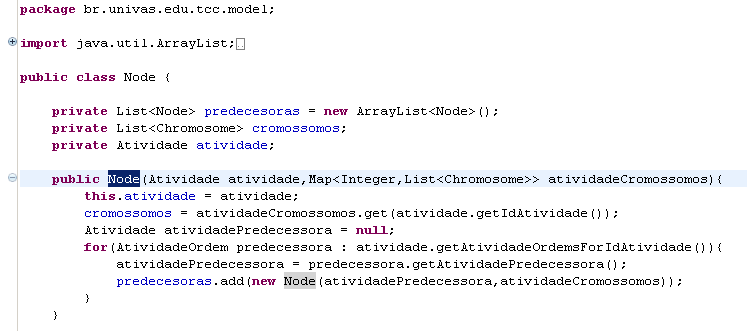 package br.univas.edu.tcc.model;
import java.util.ArrayList;
public class Node {
private List<Node> predecesoras = new ArrayList<Node>();
private List<Chromosome> cromossomos;
private Atividade atividade;
public Node(Atividade atividade,Map<Integer,List<Chromosome>> atividadeCromossomos){
this.atividade = atividade;
cromossomos = atividadeCromossomos.get(atividade.getIdAtividade());
Atividade atividadePredecessora = null;
for(AtividadeOrdem predecessora : atividade.getAtividadeOrdemsForIdAtividade()){
atividadePredecessora = predecessora.getAtividadePredecessora();
predecesoras.add(new Node(atividadePredecessora,atividadeCromossomos));
}
}